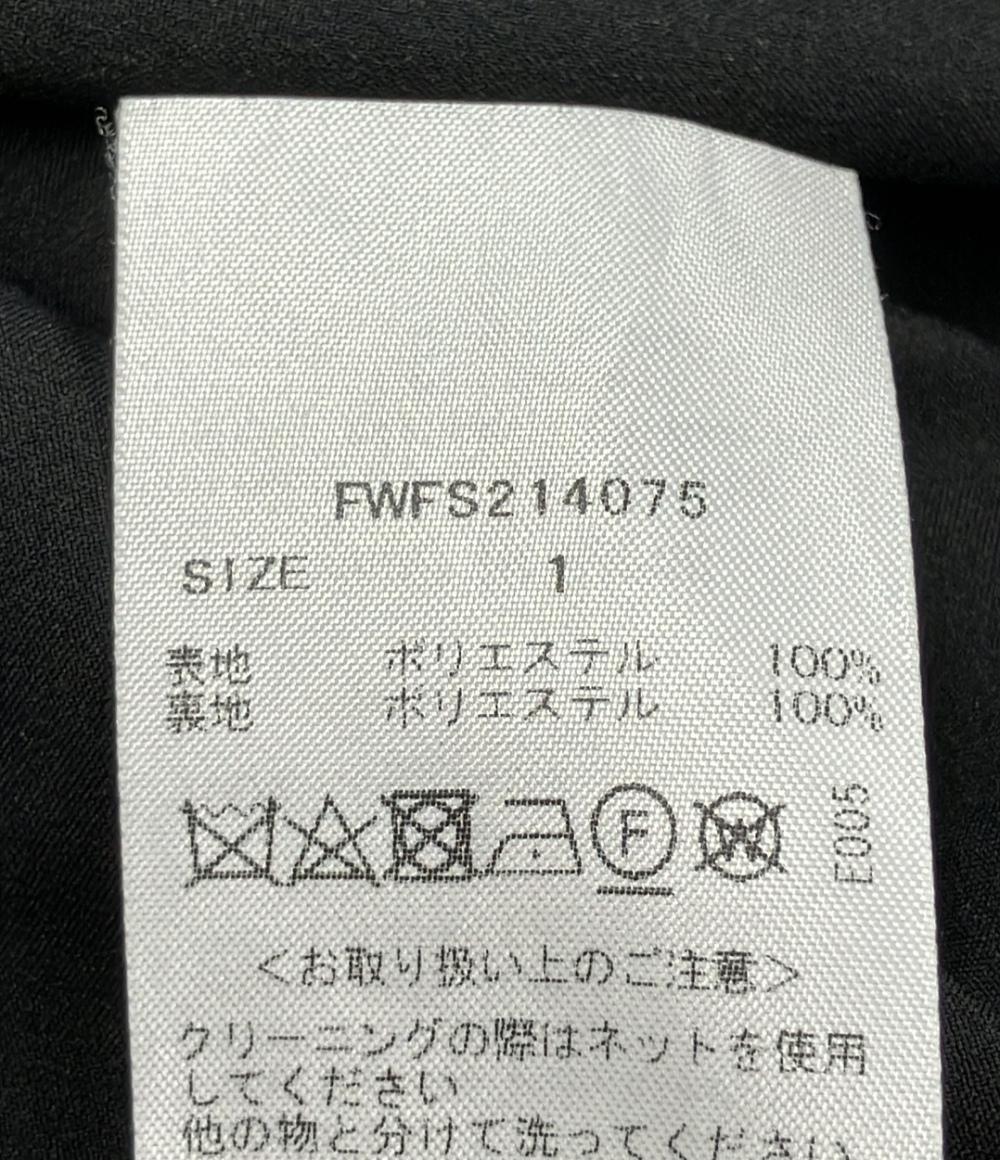 FWFS214075
SIZE 1
表地 ポリエステル 100%
裏地 ポリエステル 100%
F W E005
<お取り扱い上のご注意>
クリーニングの際はネットを使用
してください
他の物と分けて洗ってください